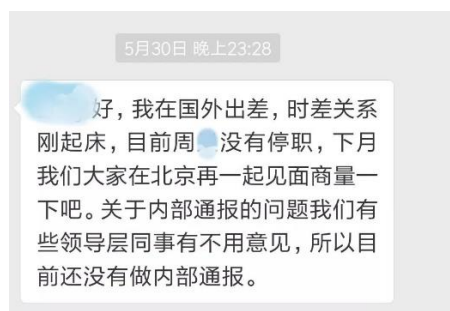 5月30日 晚上23:28
好，我在国外出差，时差关系
刚起床，目前周 没有停职，下月
我们大家在北京再一起见面商量一
下吧。关于内部通报的问题我们有
些领导层同事有不用意见，所以目
前还没有做内部通报。